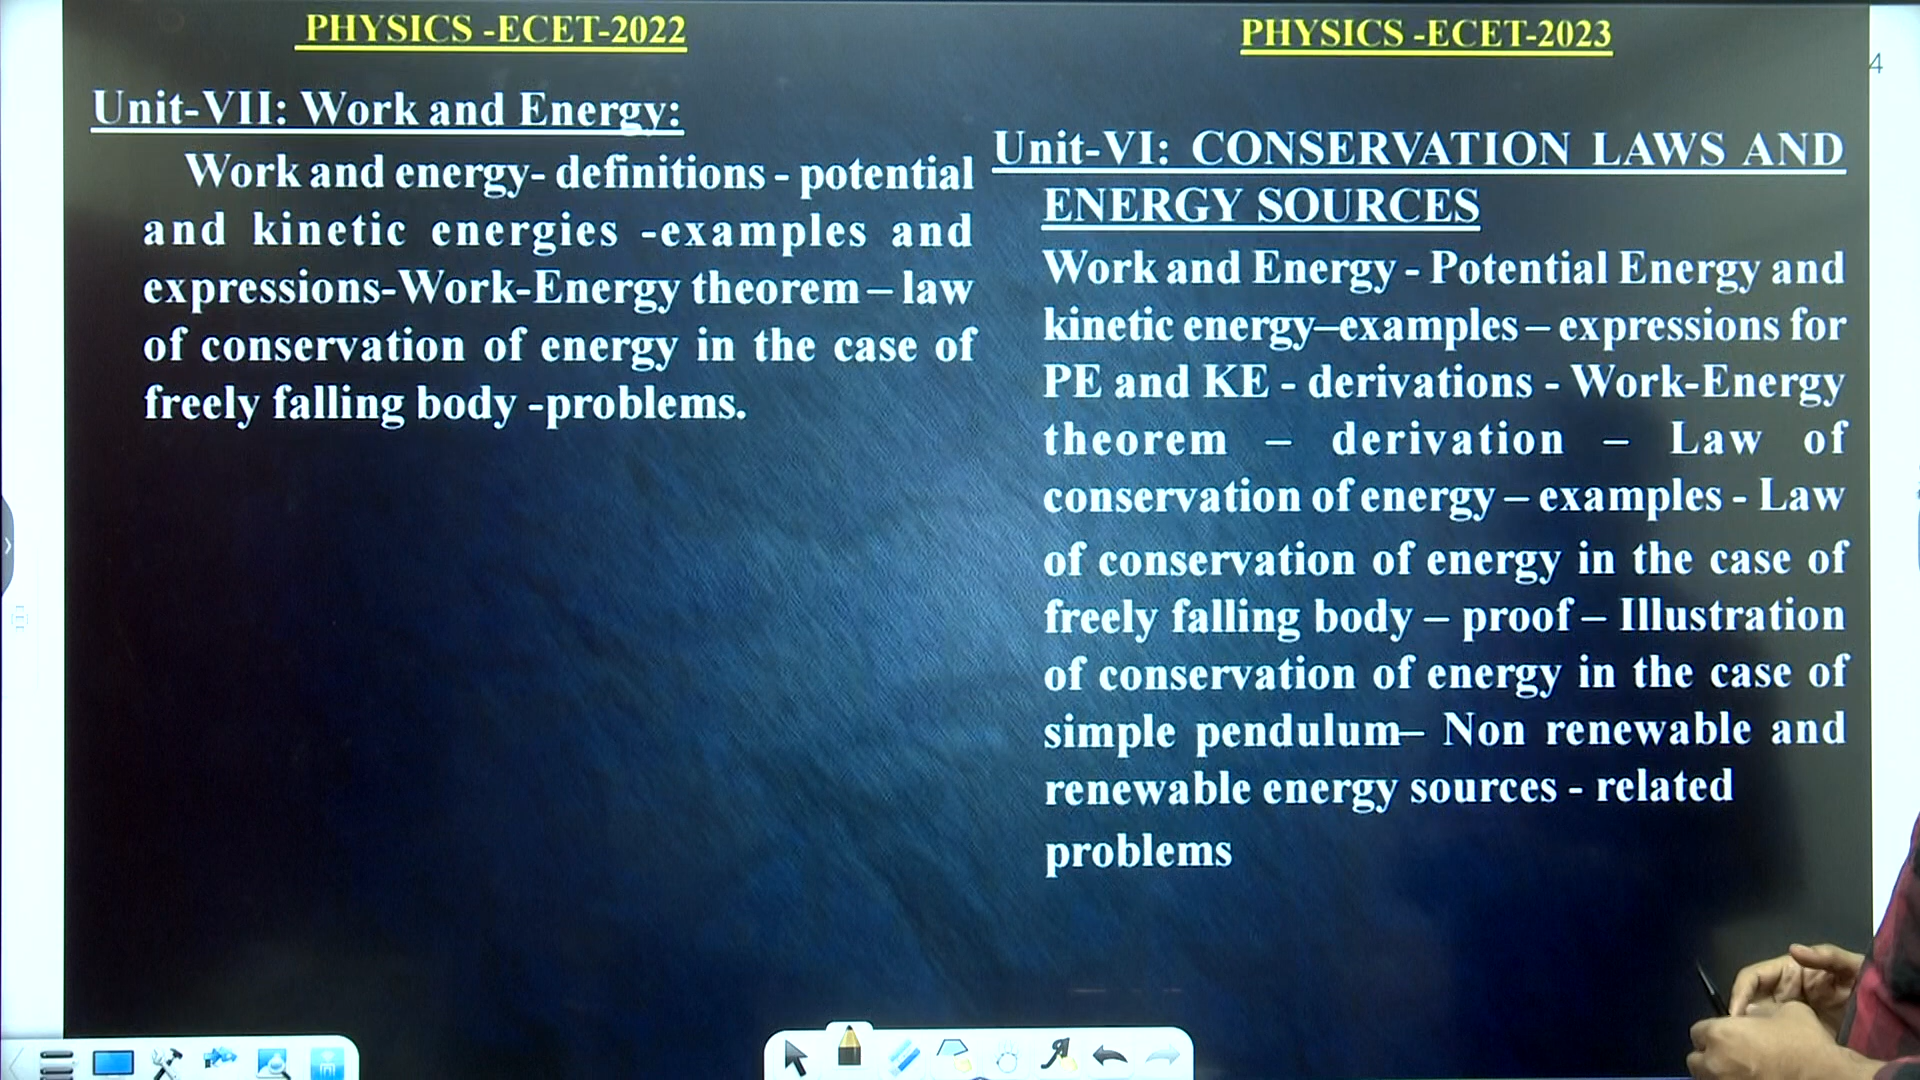 PHYSICS -ECET-2022
Unit-VII: Work and Energy:
Work and energy- definitions - potential
and kinetic energies -examples and
expressions-Work-Energy theorem – law
of conservation of energy in the case of
freely falling body -problems.
PHYSICS -ECET-2023
4
Unit-VI: CONSERVATION LAWS AND
ENERGY SOURCES
Work and Energy - Potential Energy and
kinetic energy–examples – expressions for
PE and KE - derivations - Work-Energy
theorem – derivation – Law of
conservation of energy – examples - Law
of conservation of energy in the case of
freely falling body – proof – Illustration
of conservation of energy in the case of
simple pendulum– Non renewable and
renewable energy sources - related
problems